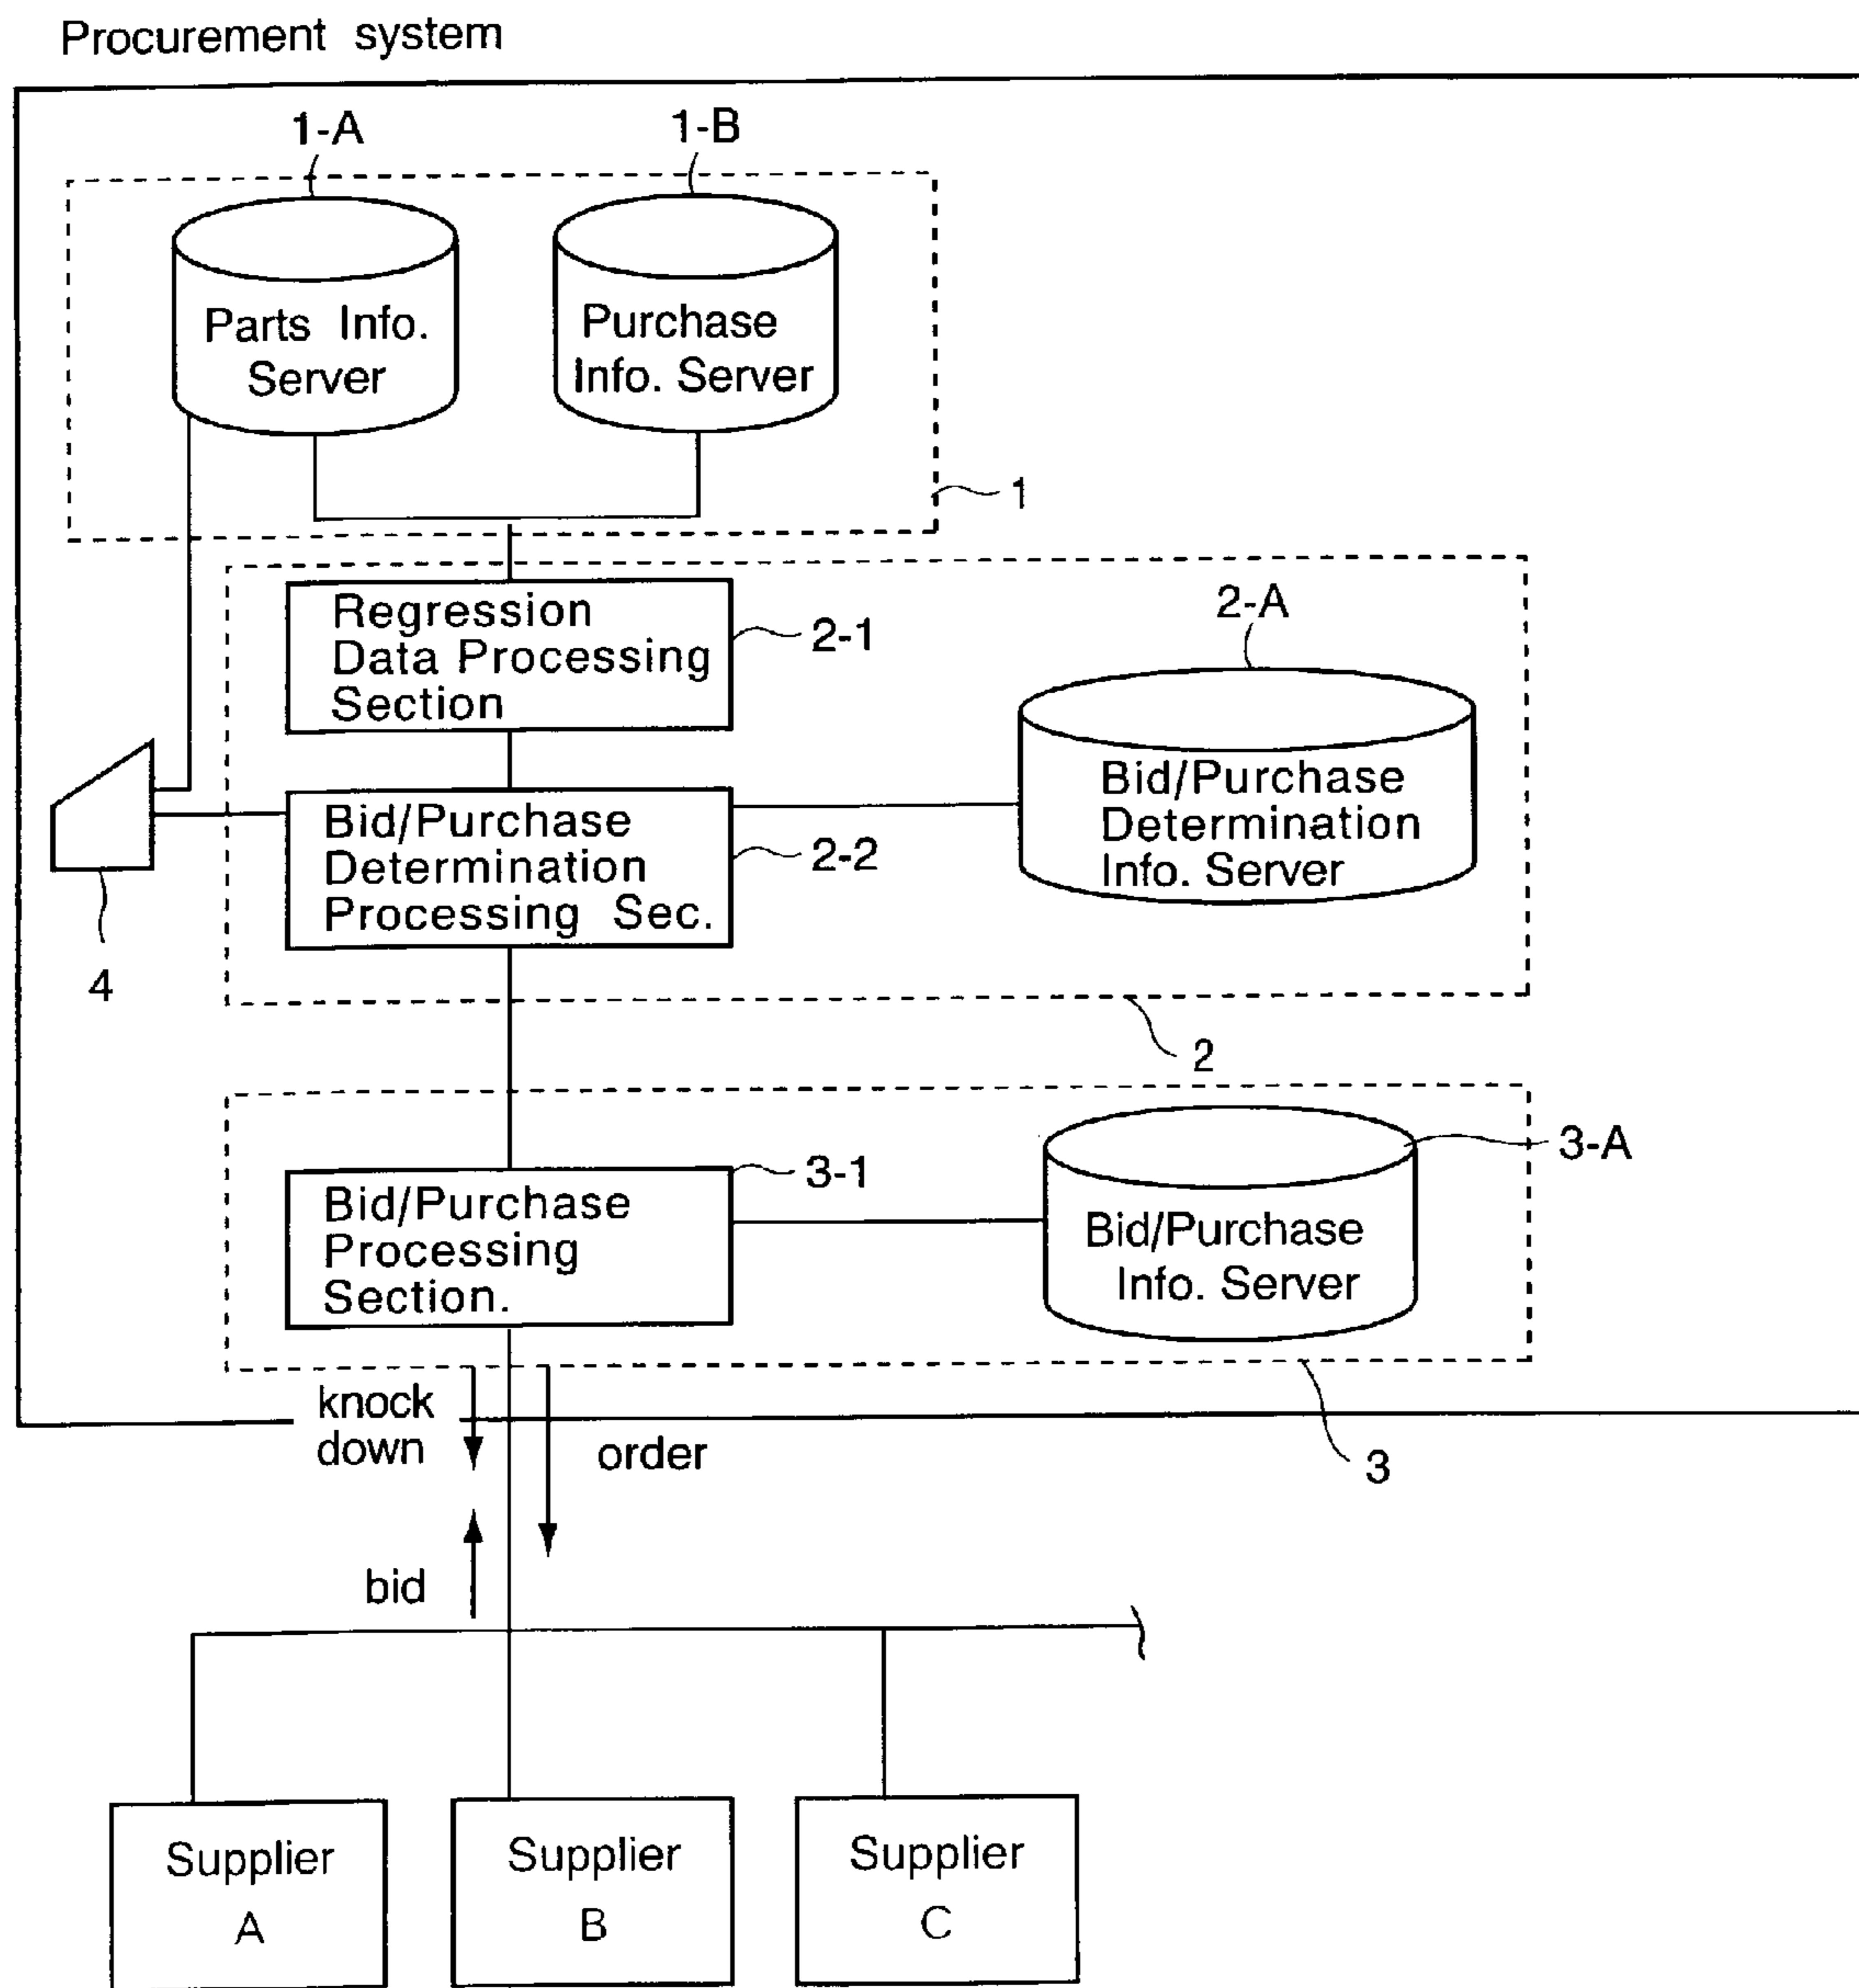 Procurement system
1-A
1-B
Parts Info.
Server
Purchase
Info. Server
1
Regression
Data Processing
Section
2-1
2-A
Bid/Purchase
Determination
Info. Server
Bid/Purchase
Determination
Processing Sec.
2-2
4
2
3-1
3-A
Bid/Purchase
Processing
Section.
Bid/Purchase
Info. Server
knock
down
order
3
bid
Supplier
A
Supplier
B
Supplier
C